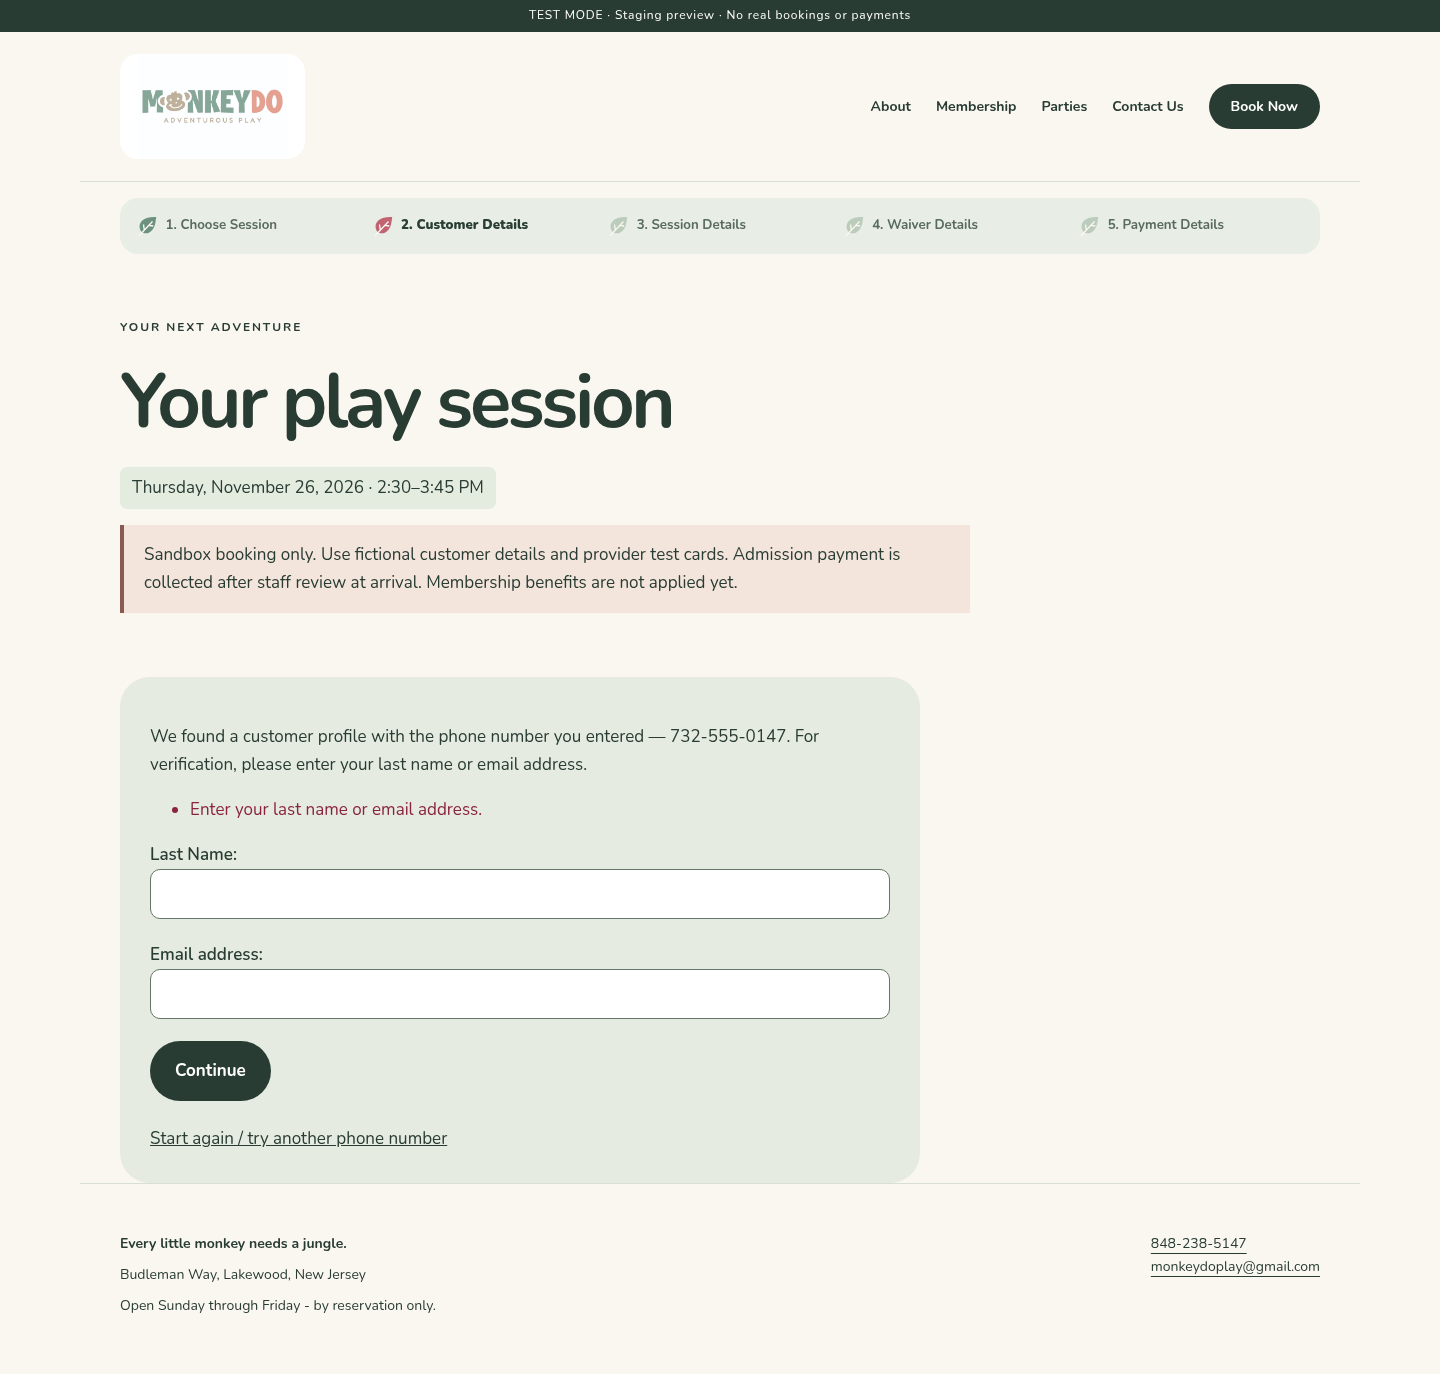 TEST MODE · Staging preview · No real bookings or payments
MONKEYDO
ADVENTUROUS PLAY
About Membership Parties Contact Us Book Now
1. Choose Session 2. Customer Details 3. Session Details 4. Waiver Details 5. Payment Details
YOUR NEXT ADVENTURE
Your play session
Thursday, November 26, 2026 · 2:30–3:45 PM
Sandbox booking only. Use fictional customer details and provider test cards. Admission payment is
collected after staff review at arrival. Membership benefits are not applied yet.
We found a customer profile with the phone number you entered — 732-555-0147. For
verification, please enter your last name or email address.
• Enter your last name or email address.
Last Name:
Email address:
Continue
Start again / try another phone number
Every little monkey needs a jungle.
Budleman Way, Lakewood, New Jersey
Open Sunday through Friday - by reservation only.
848-238-5147
monkeydoplay@gmail.com